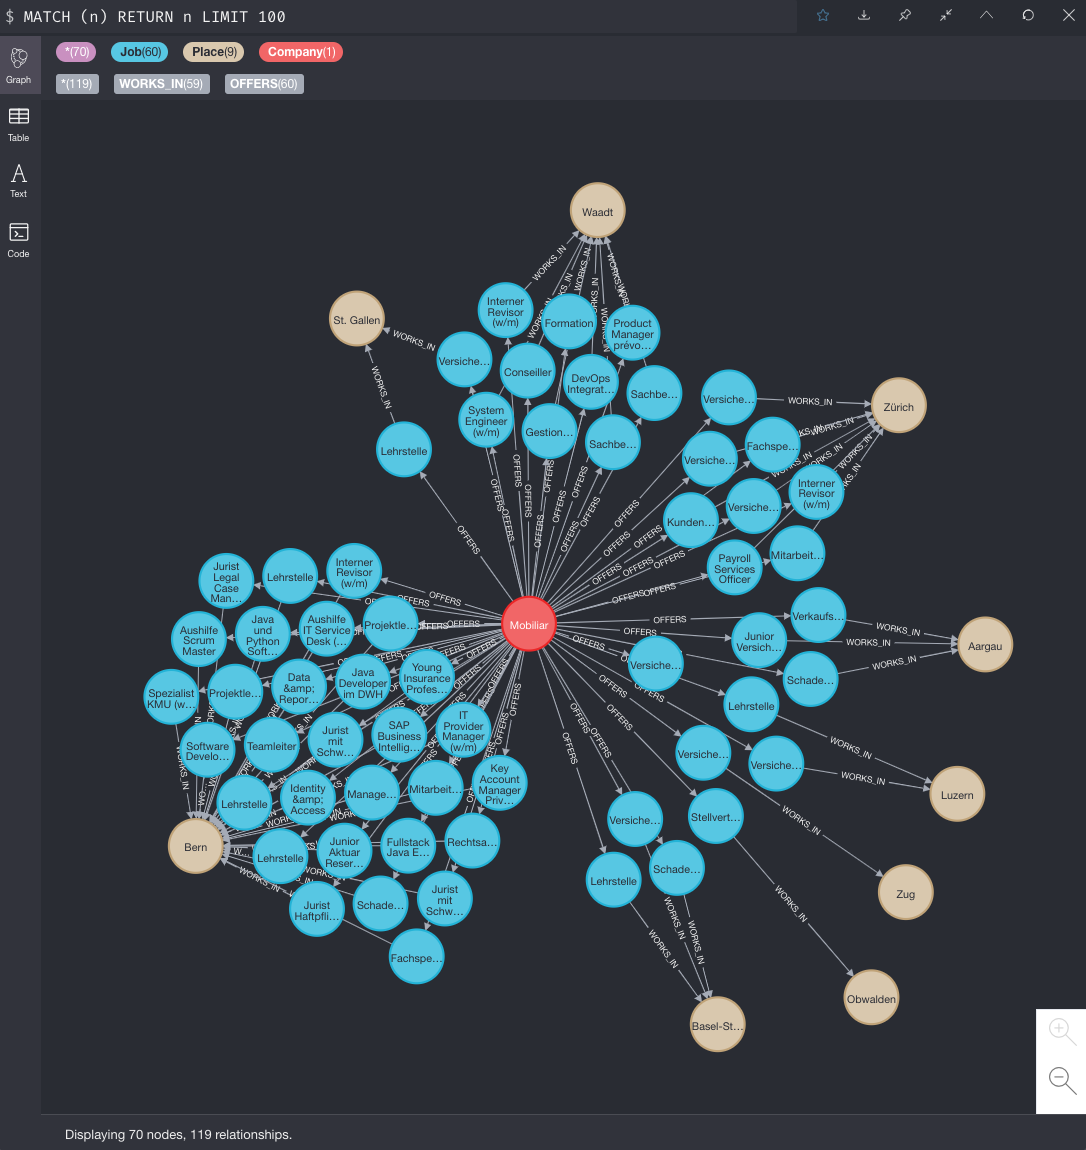 $ MATCH (n) RETURN n LIMIT 100
*(70) Job(60) Place(9) Company(1)
*(119) WORKS_IN(59) OFFERS(60)
Graph
Table
Text
Code
Waadt
St. Gallen
Zürich
Aargau
Luzern
Zug
Obwalden
Basel-St...
Bern
Mobiliar
Interner Revisor (w/m)
Formation
Product Manager prévo...
Versiche...
Conseiller
DevOps Integrat...
Sachbe...
System Engineer (w/m)
Gestion...
Sachbe...
Lehrstelle
Versiche...
Versiche...
Fachspe...
Interner Revisor (w/m)
Kunden...
Versiche...
Payroll Services Officer
Mitarbeit...
Verkaufs...
Junior Versich...
Schade...
Versiche...
Lehrstelle
Versiche...
Versiche...
Stellvert...
Versiche...
Schade...
Lehrstelle
Jurist Legal Case Man...
Lehrstelle
Interner Revisor (w/m)
Aushilfe Scrum Master
Java und Python Soft...
Aushilfe IT Service Desk (...
Projektle...
Spezialist KMU (w...
Projektle...
Data &amp; Repor...
Java Developer im DWH
Young Insurance Profes...
Software Develo...
Teamleiter
Jurist mit Schw...
SAP Business Intellig...
IT Provider Manager (w/m)
Lehrstelle
Identity &amp; Access
Manage...
Mitarbeit...
Key Account Manager Priv...
Lehrstelle
Junior Aktuar Reser...
Fullstack Java E...
Rechtsa...
Jurist Haftpfli...
Schade...
Jurist mit Schw...
Fachspe...
WORKS_IN
OFFERS
Displaying 70 nodes, 119 relationships.